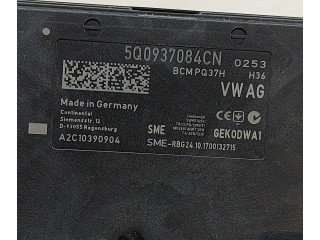 5Q0937084CN 0253
BCM PQ37H H36
VW AG
Made in Germany
Continental
Siemensstr. 12
D-93055 Regensburg
A2C10390904
SME GEKODWA1
SME-RBG24.10.1700132715